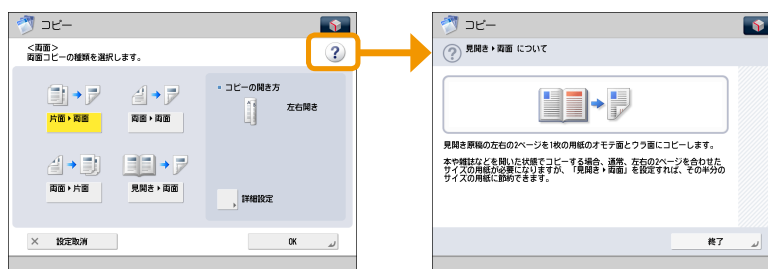 コピー
<両面>
両面コピーの種類を選択します。
?
片面▶両面
両面▶両面
両面▶片面
見開き▶両面
コピーの開き方
左右開き
詳細設定
× 設定取消
OK
コピー
? 見開き▶両面 について
見開き原稿の左右の2ページを1枚の用紙のオモテ面とウラ面にコピーします。
本や雑誌などを開いた状態でコピーする場合、通常、左右の2ページを合わせた
サイズの用紙が必要になりますが、「見開き▶両面」を設定すれば、その半分の
サイズの用紙に節約できます。
終了